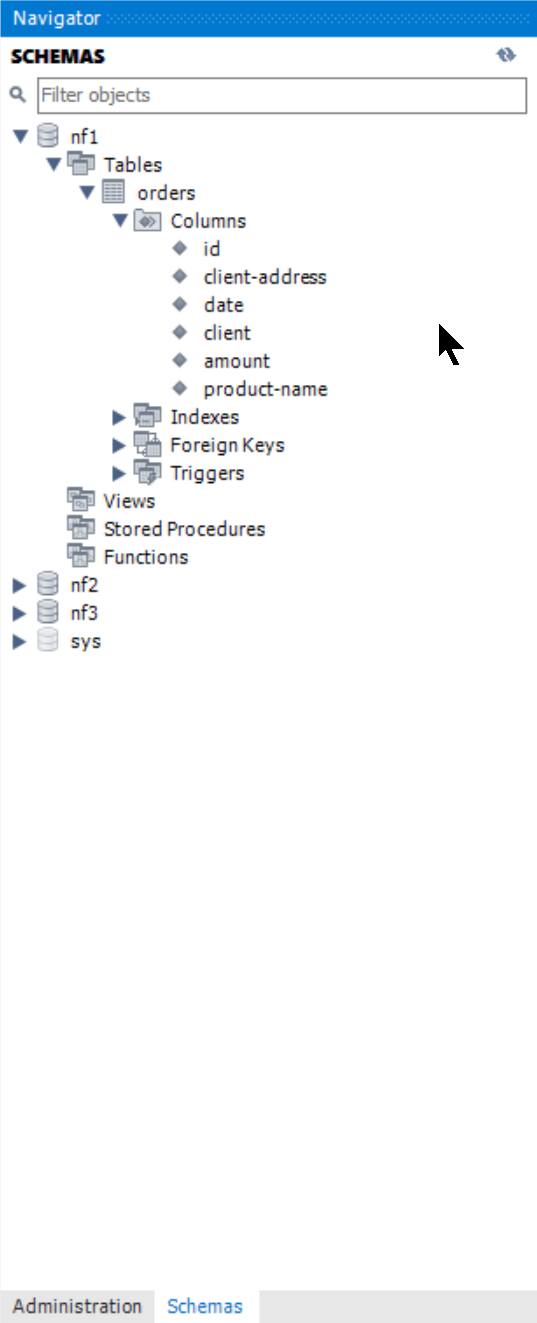 Navigator
SCHEMAS
Filter objects
nf1
Tables
orders
Columns
id
client-address
date
client
amount
product-name
Indexes
Foreign Keys
Triggers
Views
Stored Procedures
Functions
nf2
nf3
sys
Administration Schemas